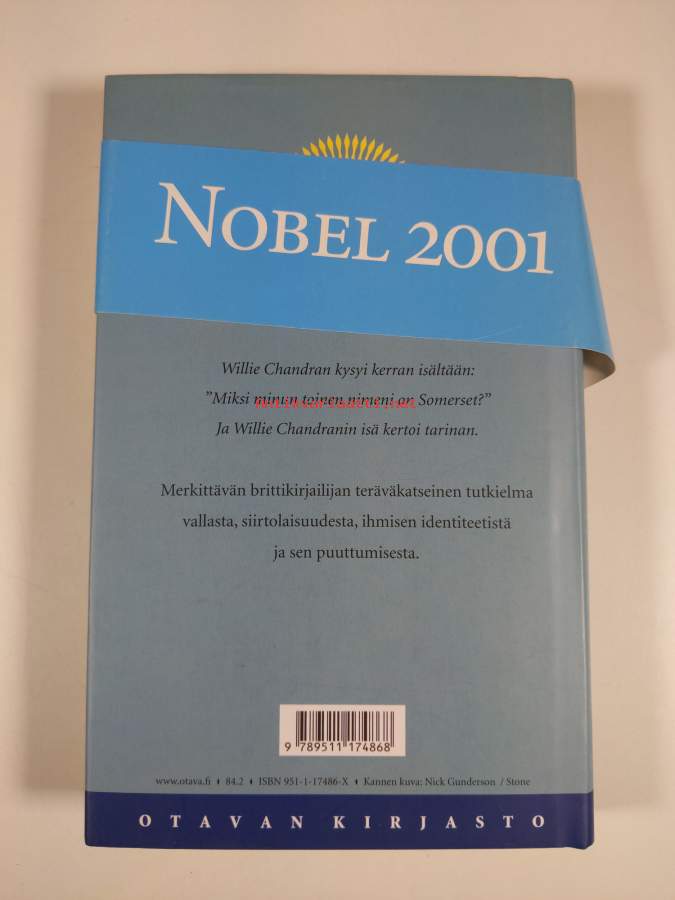 NOBEL 2001
Willie Chandran kysyi kerran isältään:
”Miksi minun toinen nimeni on Somerset?”
antikvariaatti.net
Ja Willie Chandranin isä kertoi tarinan.
Merkittävän brittikirjailijan teräväkatseinen tutkielma
vallasta, siirtolaisuudesta, ihmisen identiteetistä
ja sen puuttumisesta.
9 789511 174868
www.otava.fi ♦ 84.2 ♦ ISBN 951-1-17486-X ♦ Kannen kuva: Nick Gunderson / Stone
OTAVAN KIRJASTO